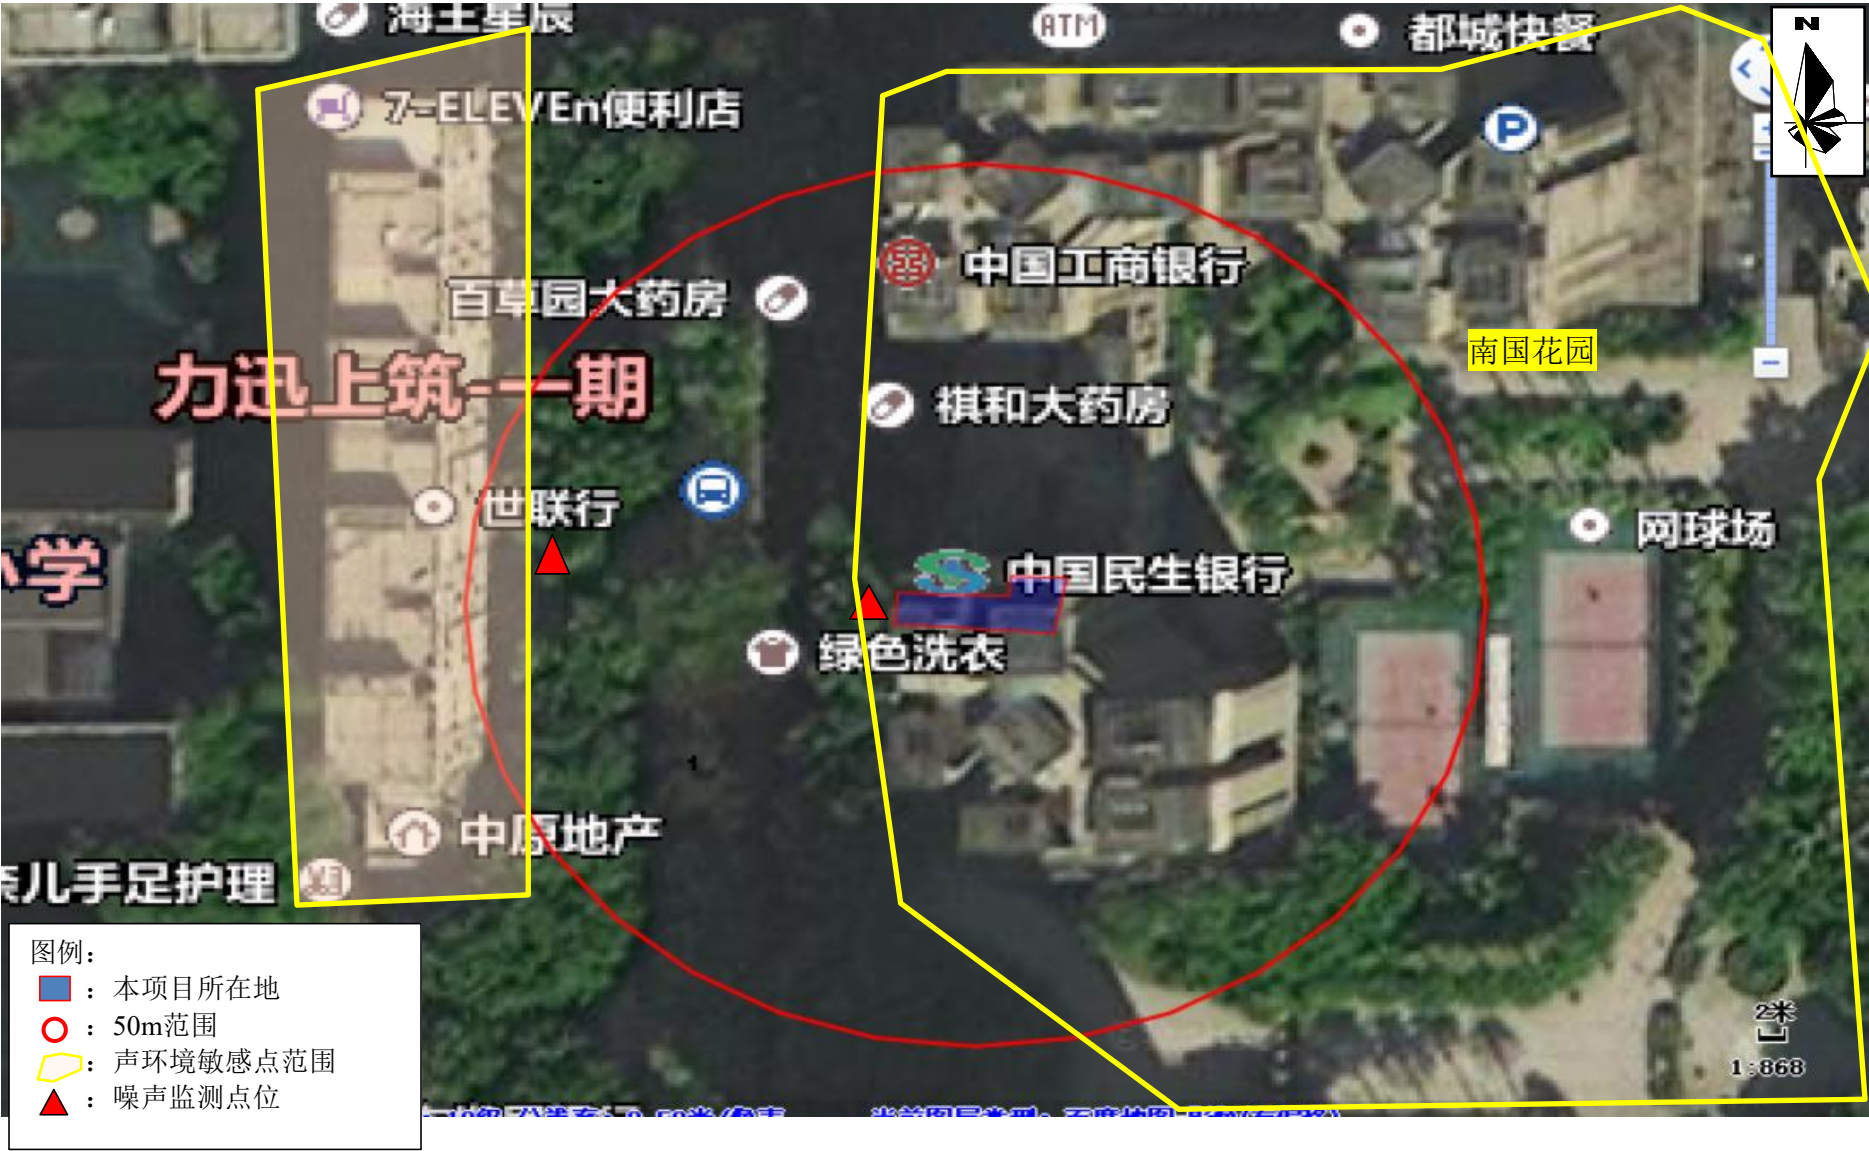 海王星辰
ATM
都城快餐
N
7-ELEVEn便利店
P
中国工商银行
百草园大药房
南国花园
力迅上筑-一期
祺和大药房
世联行
网球场
小学
中国民生银行
绿色洗衣
1
中原地产
儿手足护理
图例：
：本项目所在地
：50m范围
：声环境敏感点范围
：噪声监测点位
2米
1:868